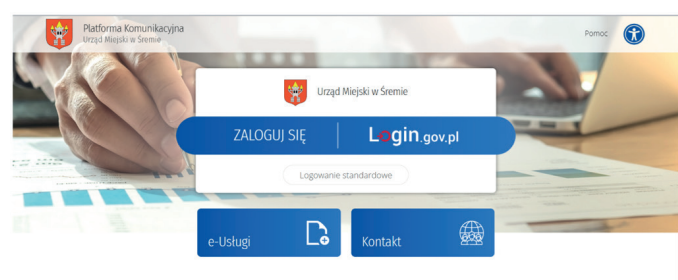 Platforma Komunikacyjna
Urząd Miejski w Śremie
Pomoc
Urząd Miejski w Śremie
ZALOGUJ SIĘ
Login.gov.pl
Logowanie standardowe
e-Usługi
Kontakt